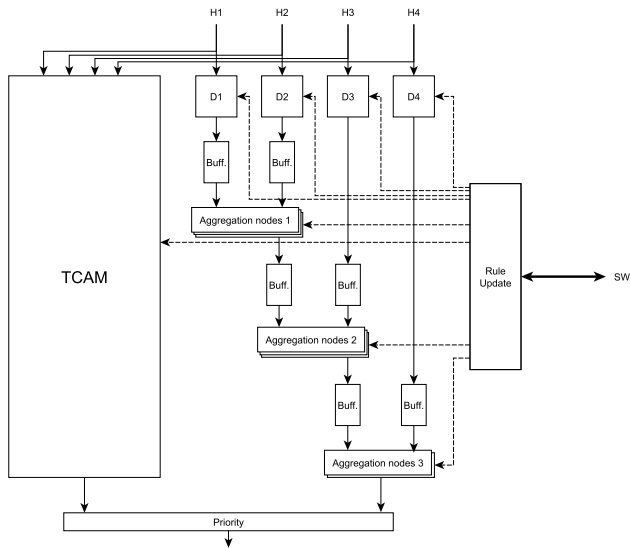 H1
H2
H3
H4
D1
D2
D3
D4
Buff.
Buff.
Aggregation nodes 1
TCAM
Buff.
Buff.
Rule
Update
SW
Aggregation nodes 2
Buff.
Buff.
Aggregation nodes 3
Priority